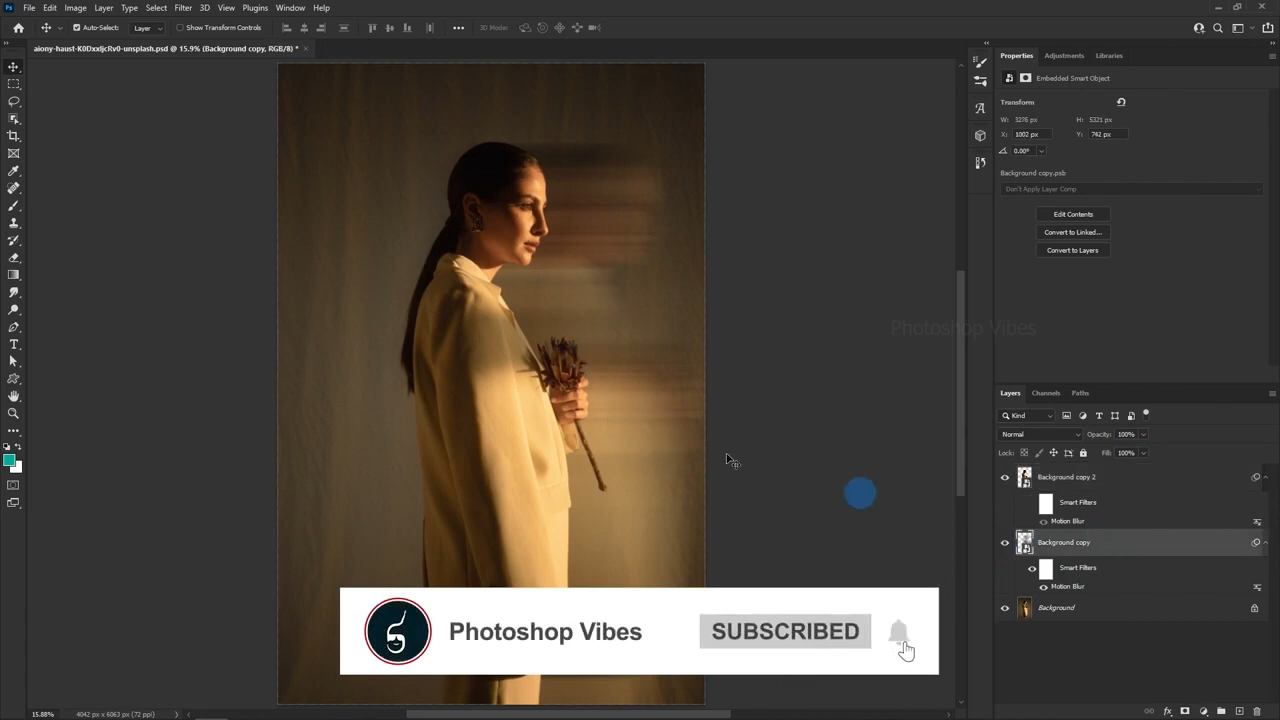 Ps File Edit Image Layer Type Select Filter 3D View Plugins Window Help
Auto-Select: Layer Show Transform Controls ••• 3D Mode:
aiony-haust-K0DxxljcRv0-unsplash.psd @ 15.9% (Background copy, RGB/8) * ×
Properties Adjustments Libraries
Embedded Smart Object
Transform
W: 3276 px H: 5321 px
X: 1002 px Y: 742 px
0.00°
Background copy.psb
Don't Apply Layer Comp
Edit Contents
Convert to Linked...
Convert to Layers
Photoshop Vibes
Layers Channels Paths
Kind
Normal Opacity: 100%
Lock: Fill: 100%
Background copy 2
Smart Filters
Motion Blur
Background copy
Smart Filters
Motion Blur
Background
Photoshop Vibes SUBSCRIBED
15.88% 4042 px x 6063 px (72 ppi)